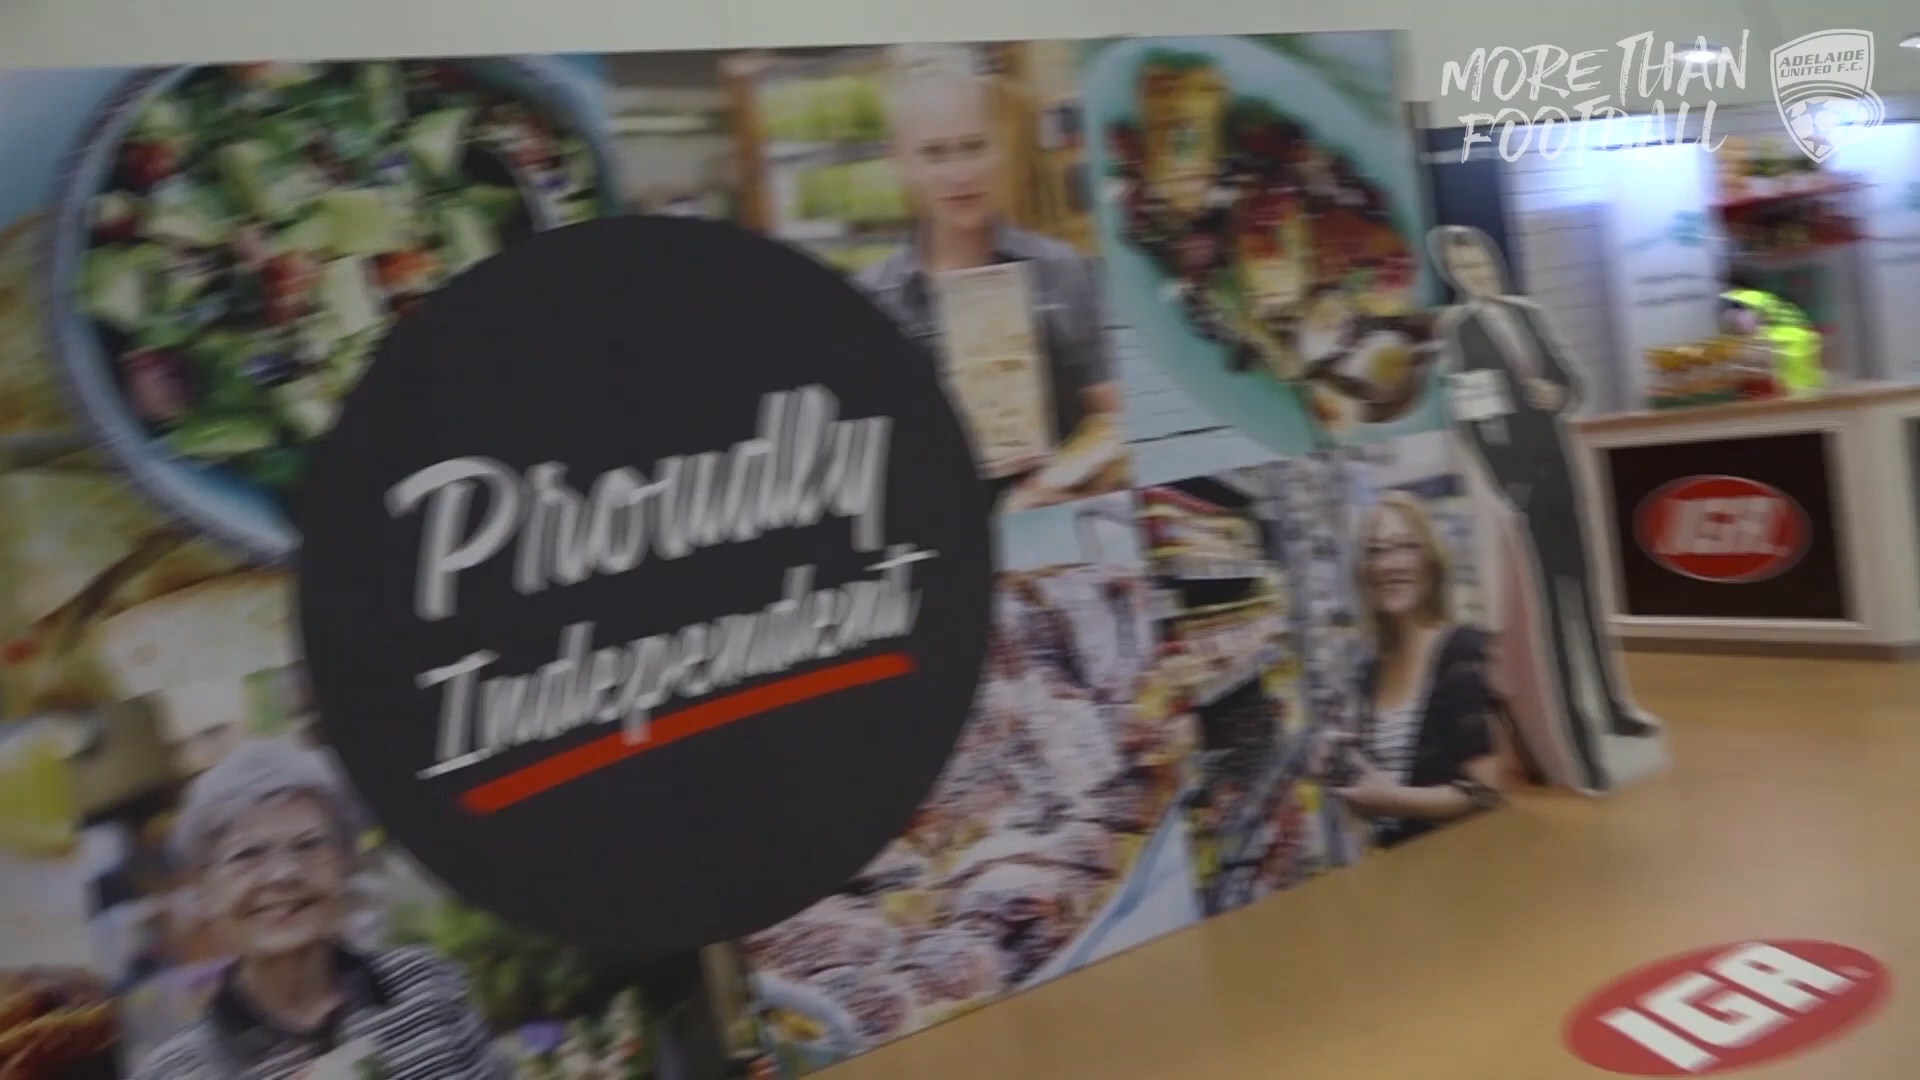 MORE THAN
FOOTBALL
ADELAIDE
UNITED F.C.
Proudly
Independent
IGA
IGA